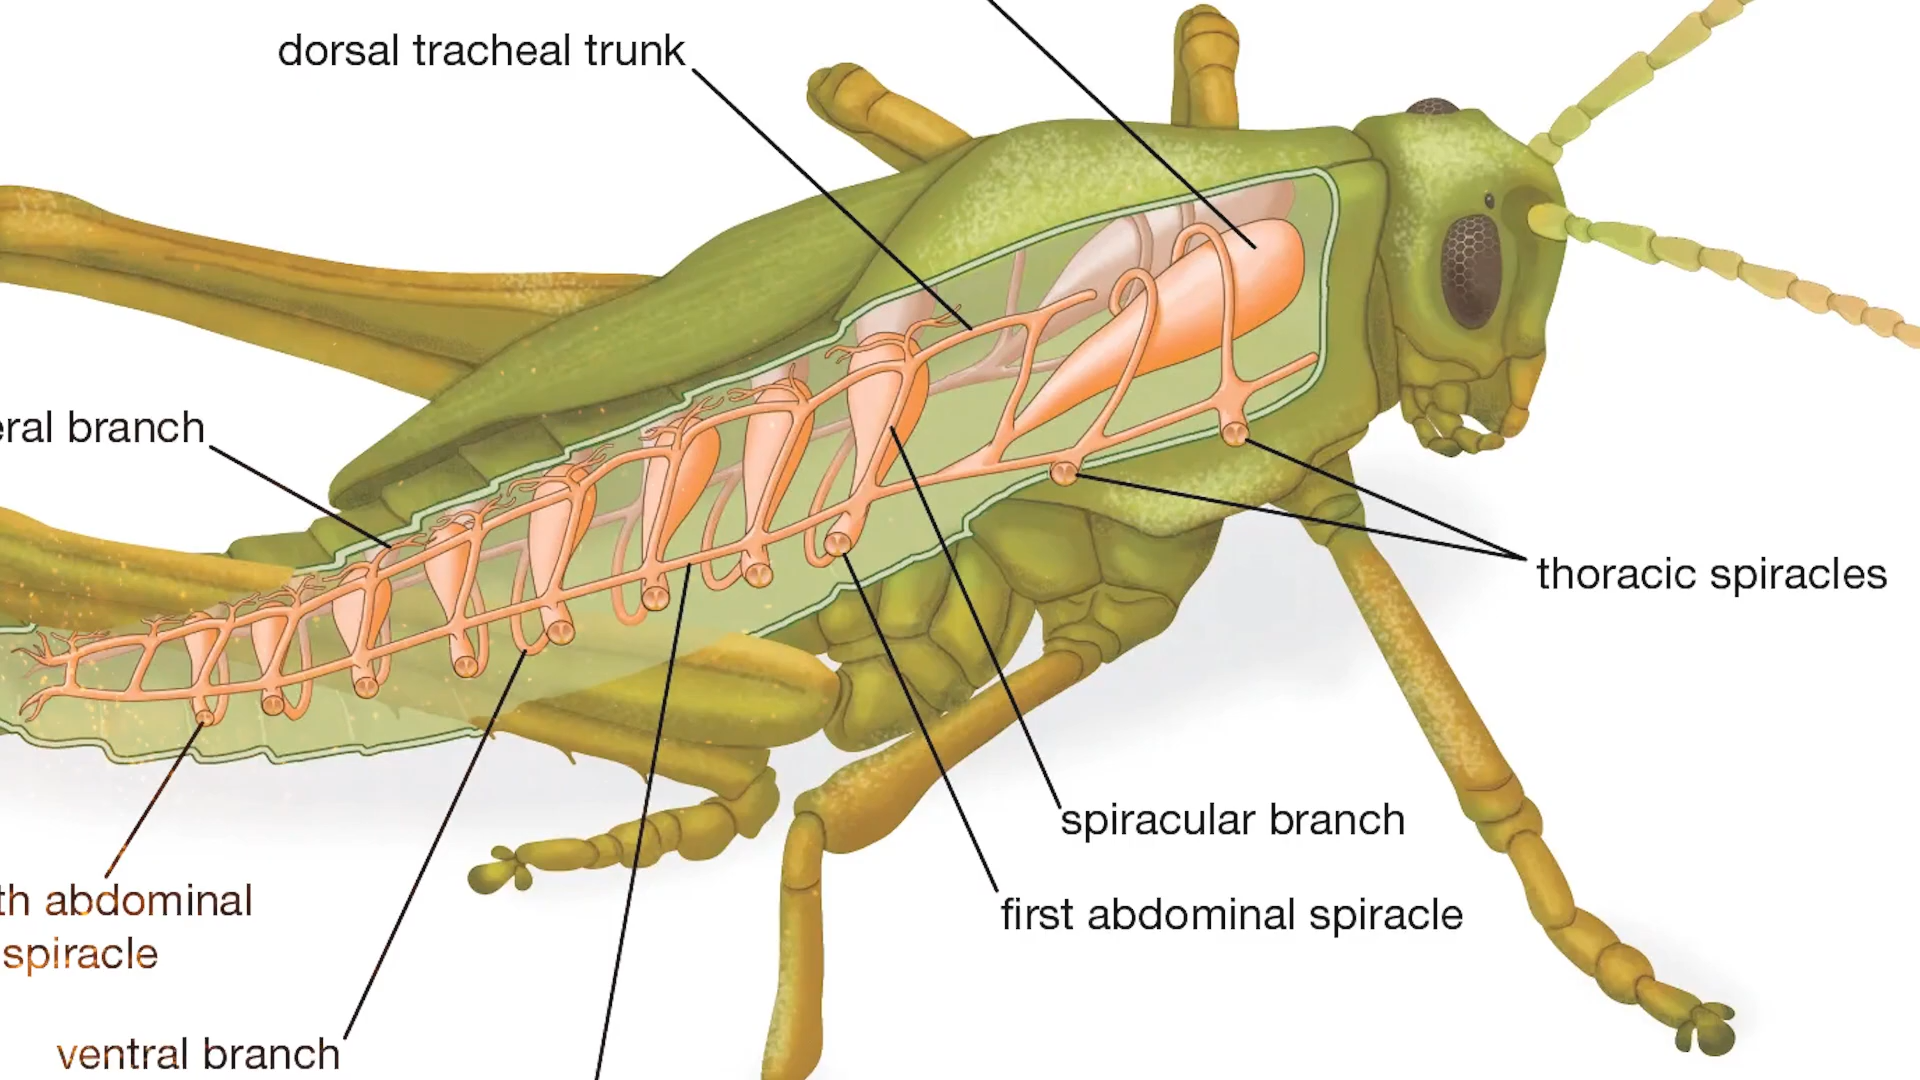 dorsal tracheal trunk
eral branch
thoracic spiracles
spiracular branch
th abdominal
spiracle
first abdominal spiracle
ventral branch